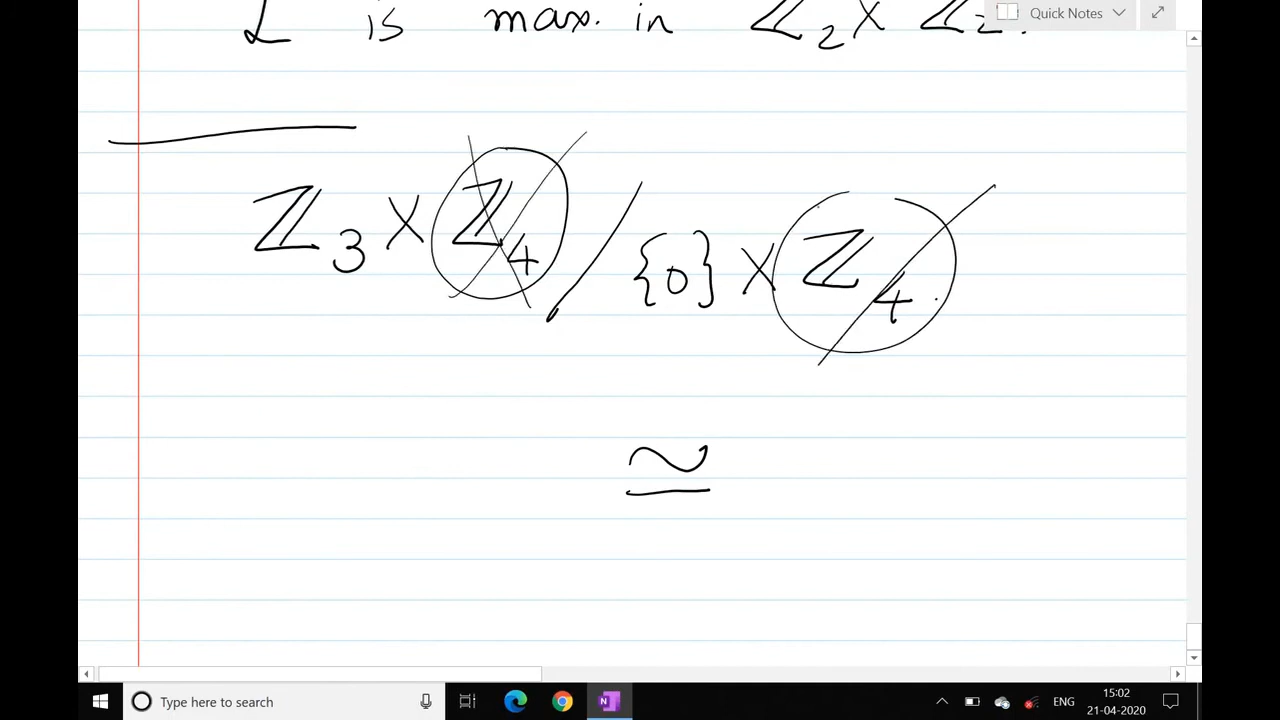 Quick Notes
I is max. in ℤ₂ × ℤ₂.
ℤ₃ × ℤ₄ / {0} × ℤ₄
≅
Type here to search
ENG
15:02
21-04-2020